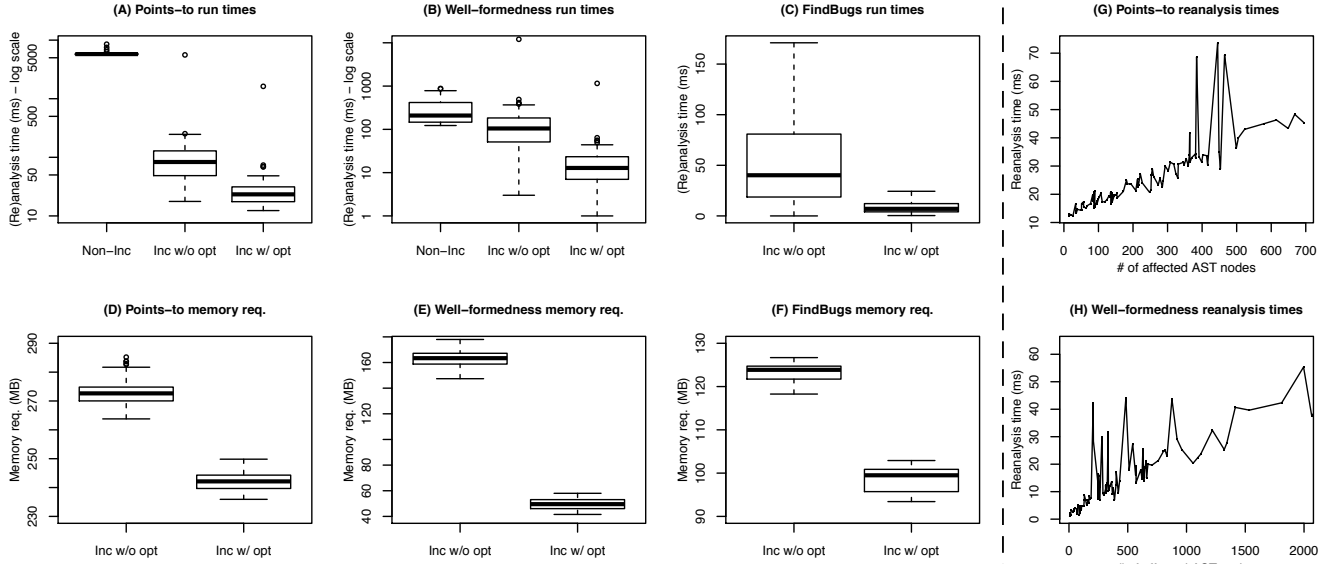 (A) Points−to run times
(Re)analysis time (ms) − log scale
5000
500
50
10
Non−Inc
Inc w/o opt
Inc w/ opt
(B) Well−formedness run times
(Re)analysis time (ms) − log scale
1000
100
10
1
Non−Inc
Inc w/o opt
Inc w/ opt
(C) FindBugs run times
(Re)analysis time (ms)
150
100
50
0
Inc w/o opt
Inc w/ opt
(G) Points−to reanalysis times
Reanalysis time (ms)
70
60
50
40
30
20
10
0
100
200
300
400
500
600
700
# of affected AST nodes
(D) Points−to memory req.
Memory req. (MB)
290
270
250
230
Inc w/o opt
Inc w/ opt
(E) Well−formedness memory req.
Memory req. (MB)
160
120
80
60
40
Inc w/o opt
Inc w/ opt
(F) FindBugs memory req.
Memory req. (MB)
130
120
110
100
90
Inc w/o opt
Inc w/ opt
(H) Well−formedness reanalysis times
Reanalysis time (ms)
60
50
40
30
20
10
0
0
500
1000
1500
2000